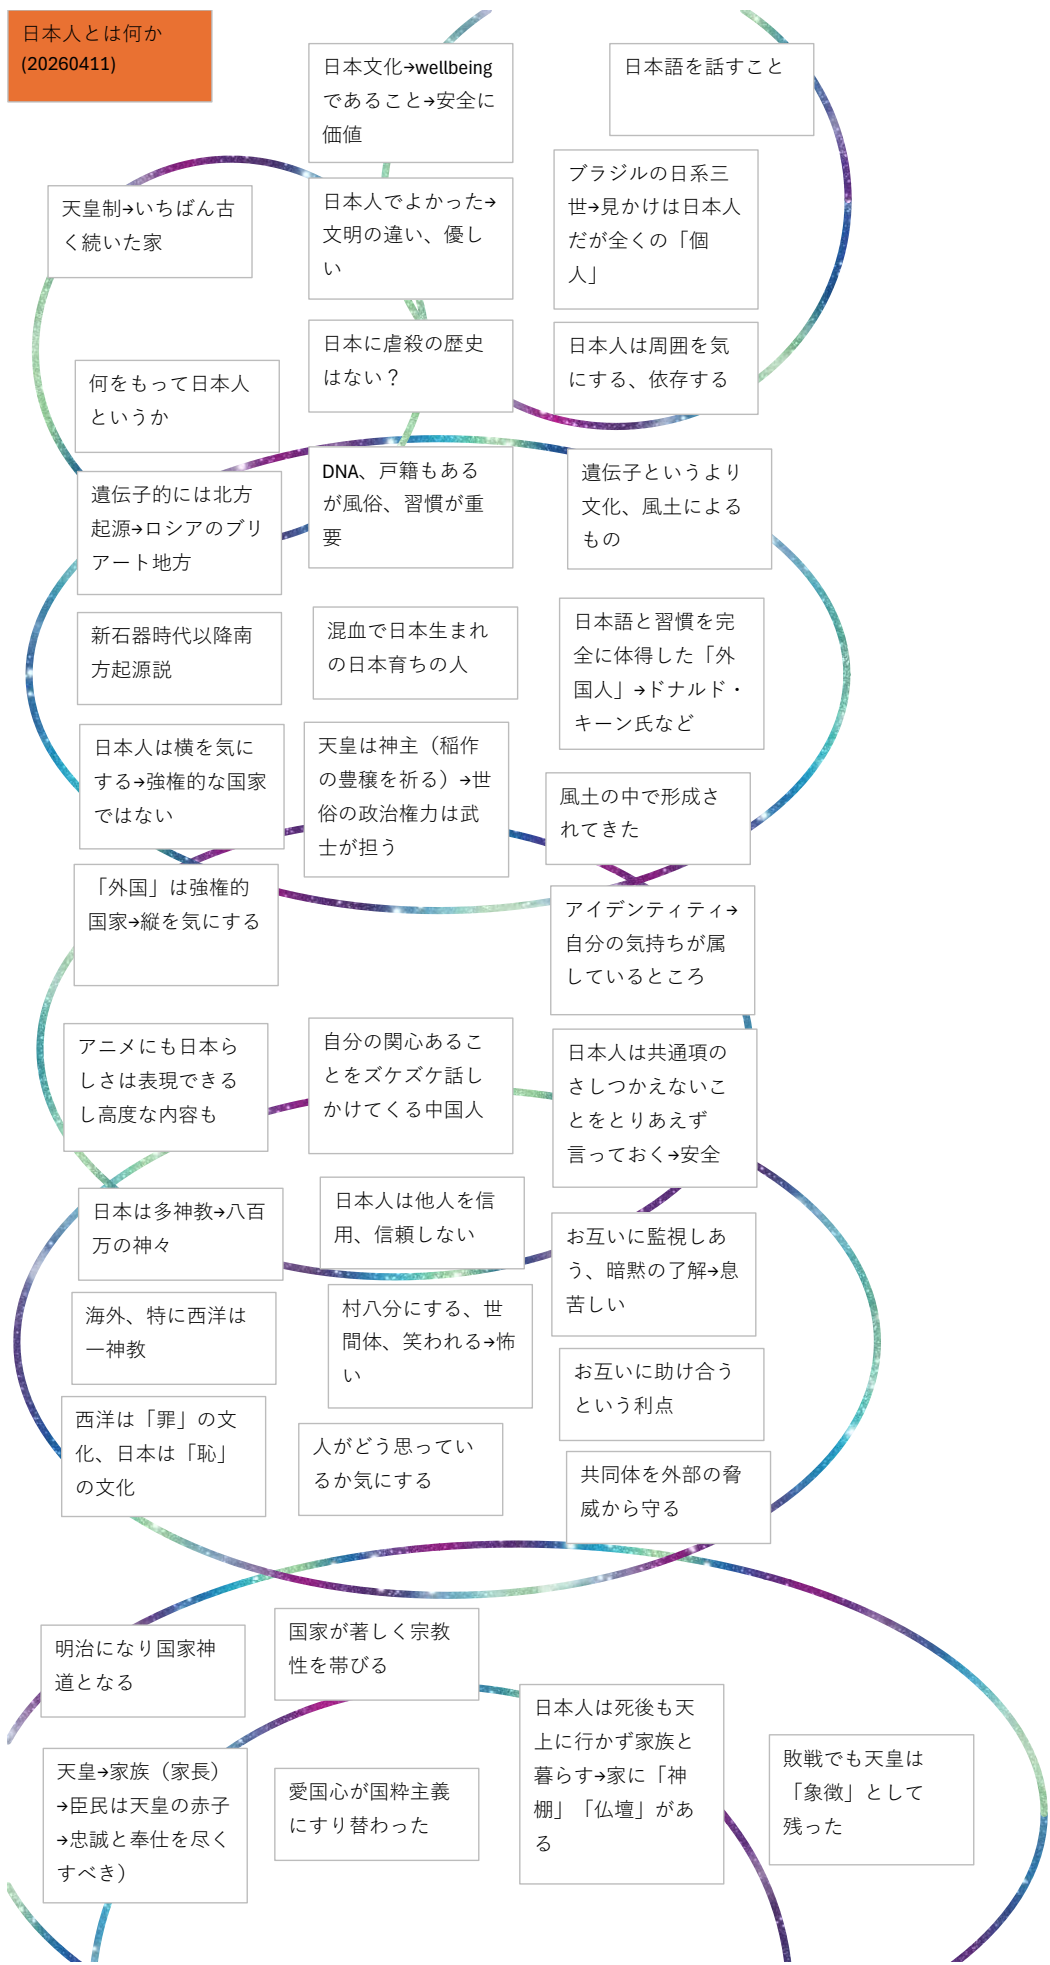 日本人とは何か
(20260411)
日本文化→wellbeing
であること→安全に
価値
日本語を話すこと
天皇制→いちばん古
く続いた家
日本人でよかった→
文明の違い、優し
い
ブラジルの日系三
世→見かけは日本人
だが全くの「個
人」
日本に虐殺の歴史
はない？
日本人は周囲を気
にする、依存する
何をもって日本人
というか
遺伝子的には北方
起源→ロシアのブリ
アート地方
DNA、戸籍もある
が風俗、習慣が重
要
遺伝子というより
文化、風土による
もの
新石器時代以降南
方起源説
混血で日本生まれ
の日本育ちの人
日本語と習慣を完
全に体得した「外
国人」→ドナルド・
キーン氏など
日本人は横を気に
する→強権的な国家
ではない
天皇は神主（稲作
の豊穣を祈る）→世
俗の政治権力は武
士が担う
風土の中で形成さ
れてきた
「外国」は強権的
国家→縦を気にする
アイデンティティ→
自分の気持ちが属
しているところ
アニメにも日本ら
しさは表現できる
し高度な内容も
自分の関心あるこ
とをズケズケ話し
かけてくる中国人
日本人は共通項の
さしつかえないこ
とをとりあえず
言っておく→安全
日本は多神教→八百
万の神々
日本人は他人を信
用、信頼しない
お互いに監視しあ
う、暗黙の了解→息
苦しい
海外、特に西洋は
一神教
村八分にする、世
間体、笑われる→怖
い
お互いに助け合う
という利点
西洋は「罪」の文
化、日本は「恥」
の文化
人がどう思ってい
るか気にする
共同体を外部の脅
威から守る
明治になり国家神
道となる
国家が著しく宗教
性を帯びる
日本人は死後も天
上に行かず家族と
暮らす→家に「神
棚」「仏壇」があ
る
敗戦でも天皇は
「象徴」として
残った
天皇→家族（家長）
→臣民は天皇の赤子
→忠誠と奉仕を尽く
すべき）
愛国心が国粋主義
にすり替わった